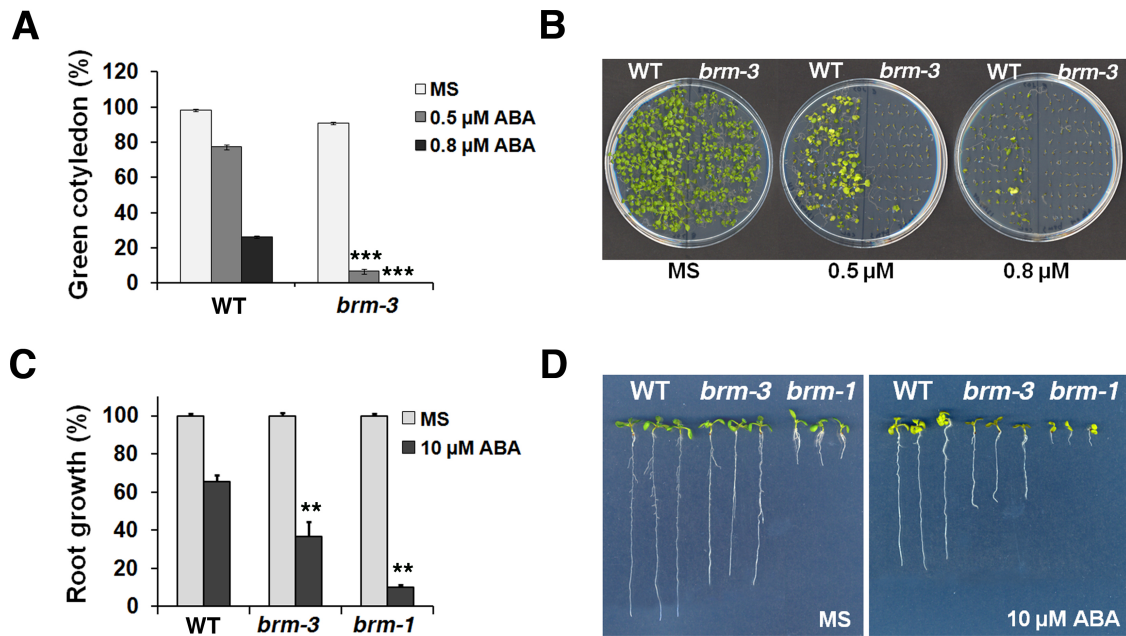 A
Green cotyledon (%)
120
100
80
60
40
20
0
MS
0.5 µM ABA
0.8 µM ABA
***
***
WT
brm-3
B
WT brm-3
WT brm-3
WT brm-3
MS
0.5 µM
0.8 µM
C
Root growth (%)
100
80
60
40
20
0
MS
10 µM ABA
**
**
WT
brm-3
brm-1
D
WT brm-3 brm-1
MS
WT brm-3 brm-1
10 µM ABA